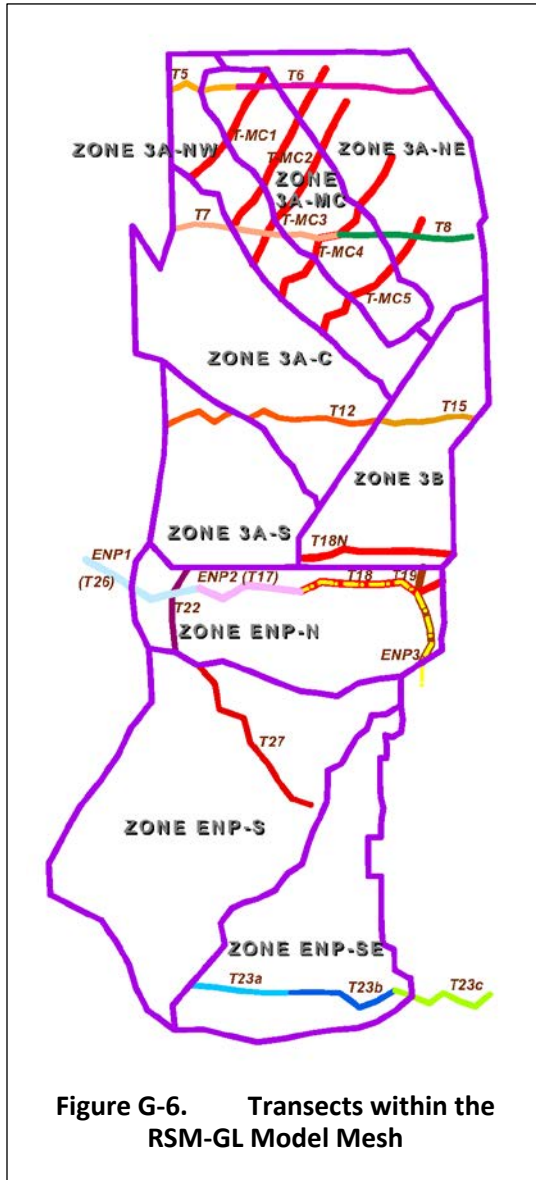 T5
T6
ZONE 3A-NW
T-MC1
ZONE 3A-NE
T-MC2
ZONE
3A-MC
T7
T-MC3
T8
T-MC4
T-MC5
ZONE 3A-C
T12
T15
ZONE 3B
ZONE 3A-S
T18N
ENP1
(T26)
ENP2 (T17)
T18
T19
T22
ZONE ENP-N
ENP3
T27
ZONE ENP-S
ZONE ENP-SE
T23a
T23b
T23c
Figure G-6. Transects within the
RSM-GL Model Mesh